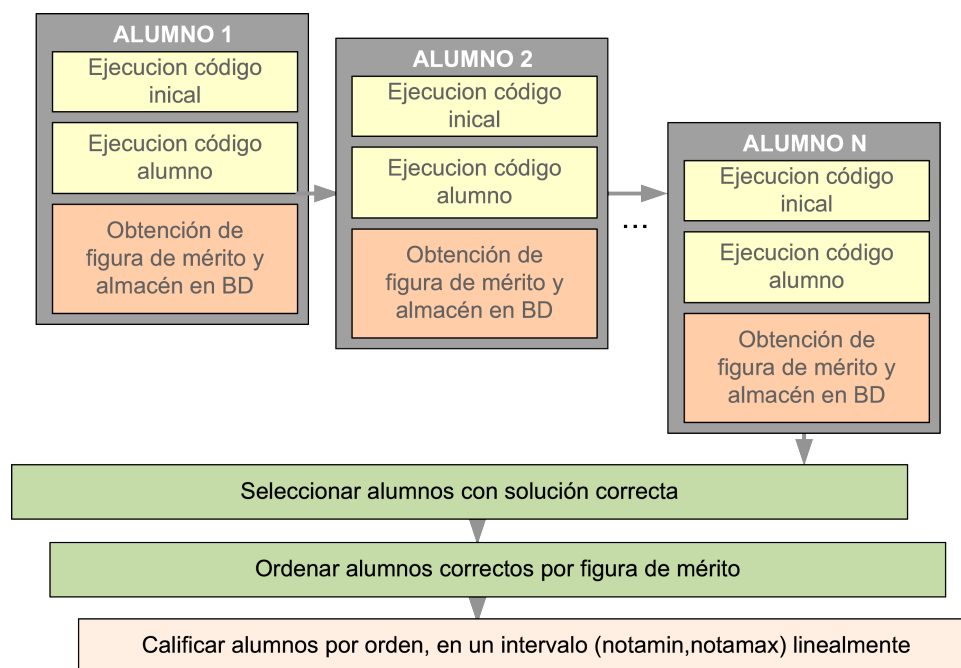 ALUMNO 1
Ejecucion código
inical
Ejecucion código
alumno
Obtención de
figura de mérito y
almacén en BD
ALUMNO 2
Ejecucion código
inical
Ejecucion código
alumno
Obtención de
figura de mérito y
almacén en BD
...
ALUMNO N
Ejecucion código
inical
Ejecucion código
alumno
Obtención de
figura de mérito y
almacén en BD
Seleccionar alumnos con solución correcta
Ordenar alumnos correctos por figura de mérito
Calificar alumnos por orden, en un intervalo (notamin,notamax) linealmente